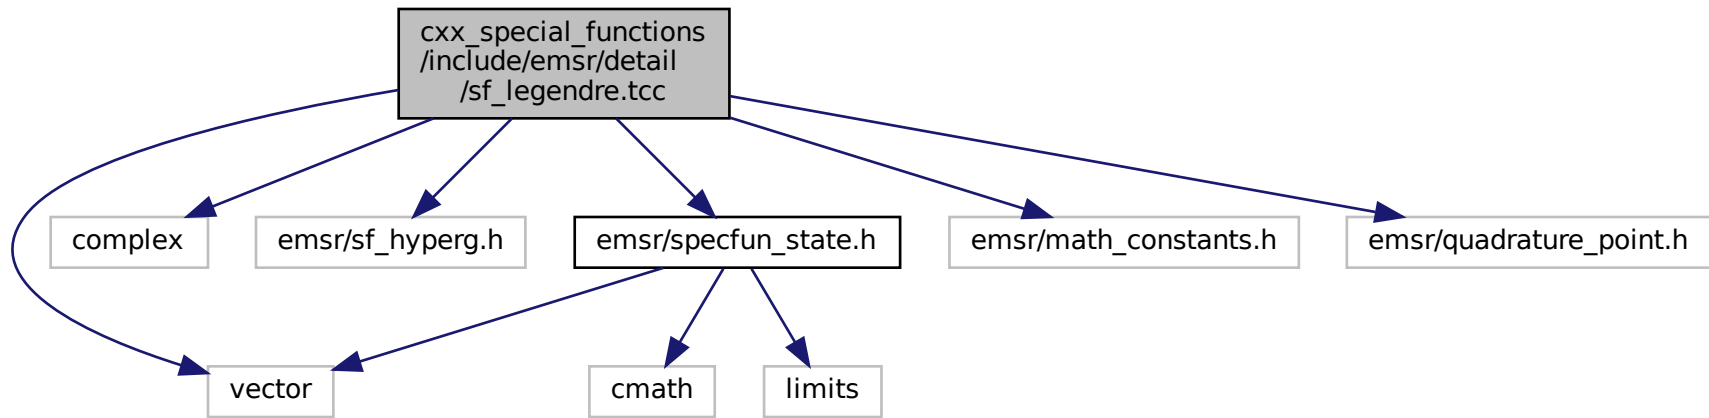 cxx_special_functions
/include/emsr/detail
/sf_legendre.tcc
complex
emsr/sf_hyperg.h
emsr/specfun_state.h
emsr/math_constants.h
emsr/quadrature_point.h
vector
cmath
limits